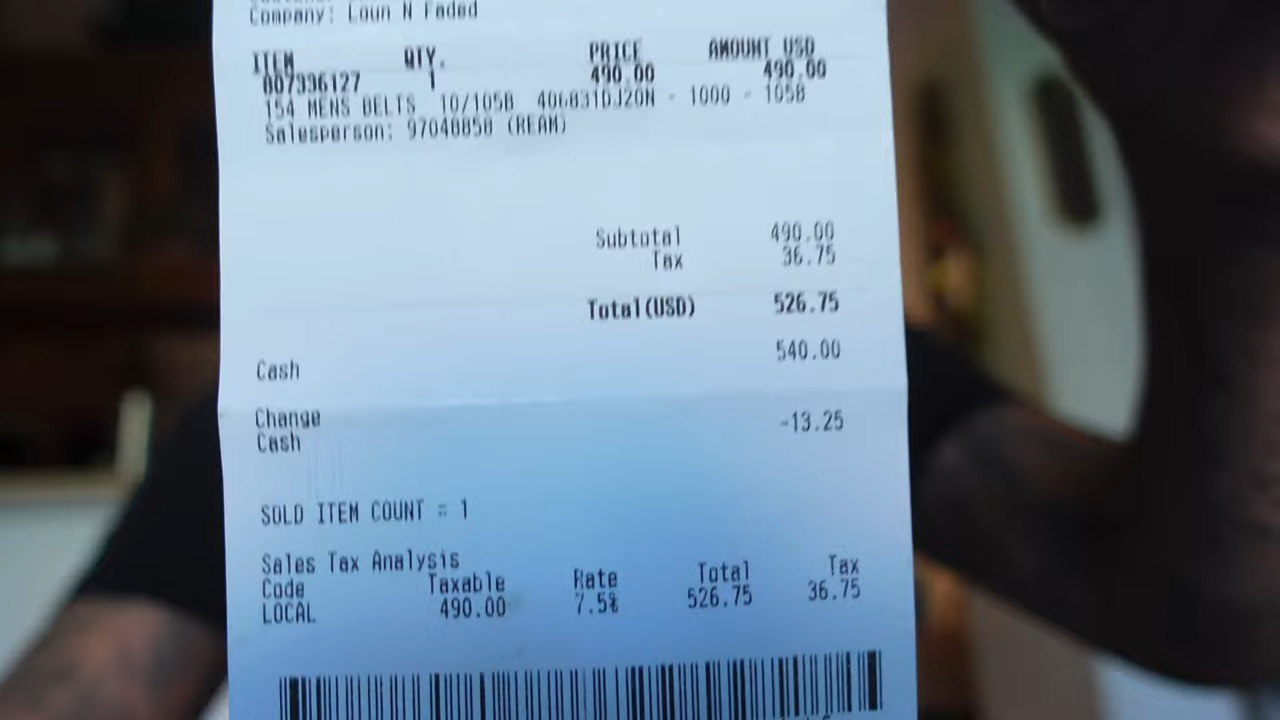 Company: Loun N Faded
ITEM QTY. PRICE AMOUNT USD
807336127 1 490.00 490.00
154 MENS BELTS 10/105B 406831DJ20N - 1000 - 105B
Salesperson: 97048858 (REAM)
Subtotal 490.00
Tax 36.75
Total(USD) 526.75
Cash 540.00
Change -13.25
Cash
SOLD ITEM COUNT = 1
Sales Tax Analysis
Code Taxable Rate Total Tax
LOCAL 490.00 7.5% 526.75 36.75